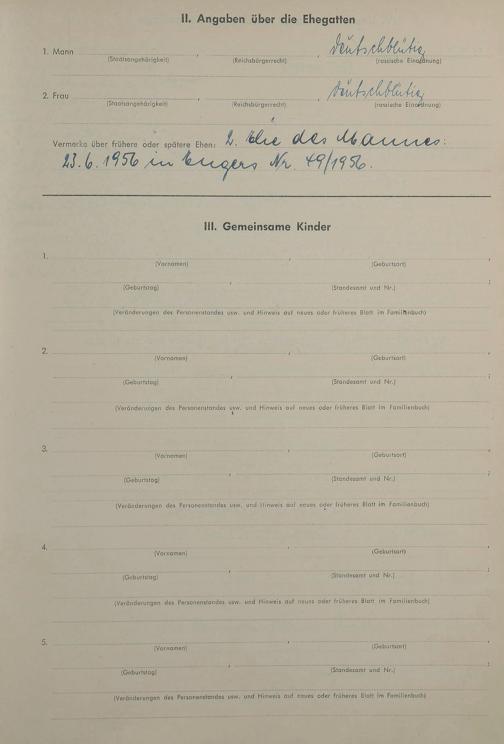 II. Angaben über die Ehegatten
deutschblütig
1. Mann , ,
(Staatsangehörigkeit) (Reichsbürgerrecht) (rassische Einordnung)
deutschblütig
2. Frau , ,
(Staatsangehörigkeit) (Reichsbürgerrecht) (rassische Einordnung)
Vermerke über frühere oder spätere Ehen: 2. Ehe des Mannes:
23.6.1956 in Engers Nr. 49/1956.
III. Gemeinsame Kinder
1. , ,
(Vornamen) (Geburtsort)
, ;
(Geburtstag) (Standesamt und Nr.)
(Veränderungen des Personenstandes usw. und Hinweis auf neues oder früheres Blatt im Familienbuch)
2. , ,
(Vornamen) (Geburtsort)
, ;
(Geburtstag) (Standesamt und Nr.)
(Veränderungen des Personenstandes usw. und Hinweis auf neues oder früheres Blatt im Familienbuch)
3. , ,
(Vornamen) (Geburtsort)
, ;
(Geburtstag) (Standesamt und Nr.)
(Veränderungen des Personenstandes usw. und Hinweis auf neues oder früheres Blatt im Familienbuch)
4. , ,
(Vornamen) (Geburtsort)
, ;
(Geburtstag) (Standesamt und Nr.)
(Veränderungen des Personenstandes usw. und Hinweis auf neues oder früheres Blatt im Familienbuch)
5. , ,
(Vornamen) (Geburtsort)
, ;
(Geburtstag) (Standesamt und Nr.)
(Veränderungen des Personenstandes usw. und Hinweis auf neues oder früheres Blatt im Familienbuch)